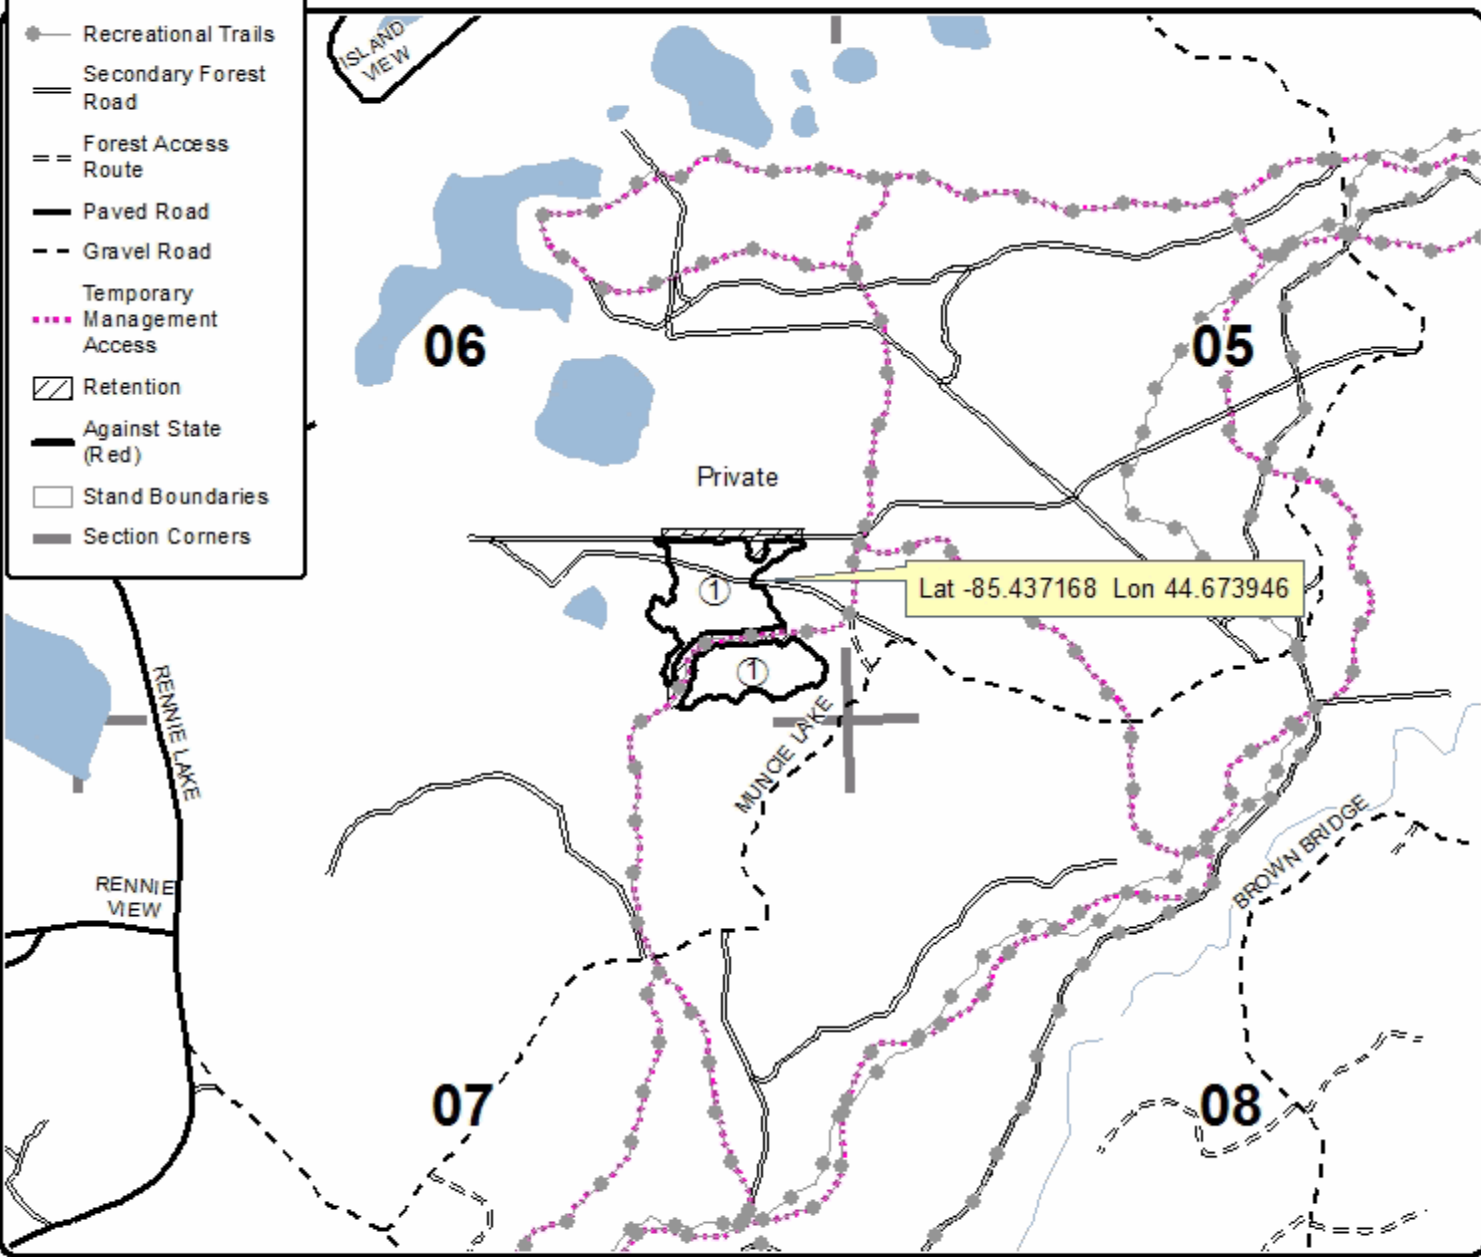 Recreational Trails
Secondary Forest
Road
Forest Access
Route
Paved Road
Gravel Road
Temporary
Management
Access
Retention
Against State
(Red)
Stand Boundaries
Section Corners
ISLAND
VIEW
06
05
Private
Lat -85.437168 Lon 44.673946
1
1
RENNIE LAKE
MUNCIE LAKE
RENNIE
VIEW
BROWN BRIDGE
07
08